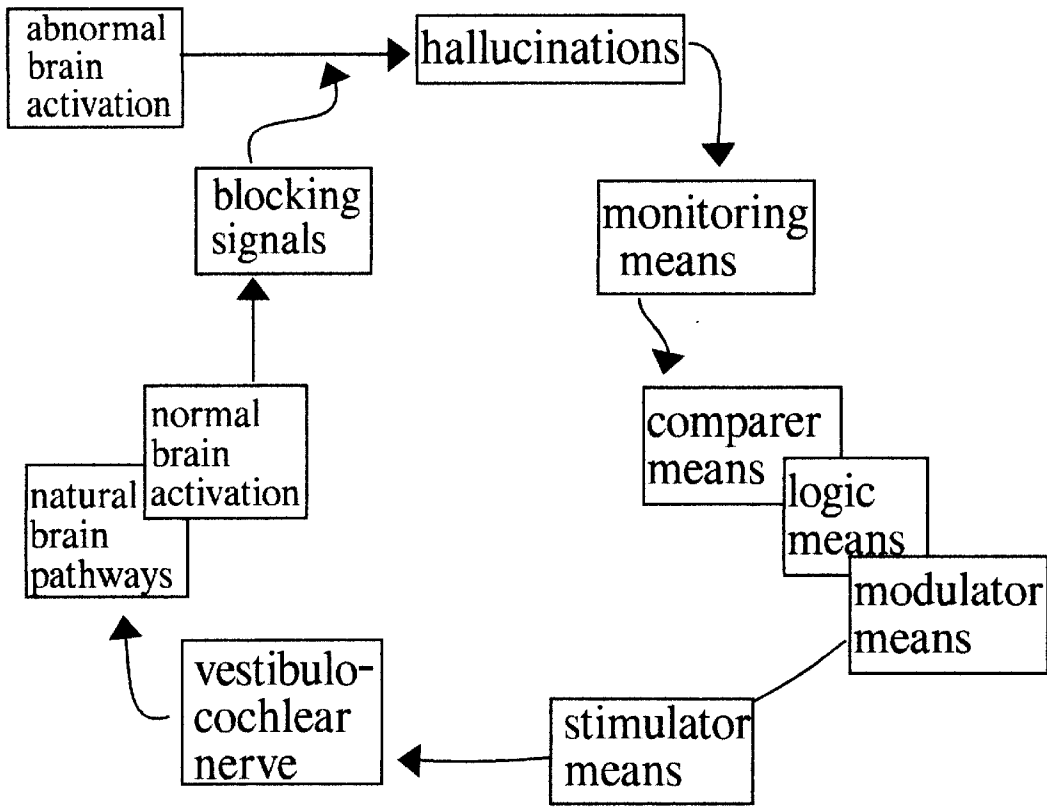 abnormal
brain
activation
hallucinations
blocking
signals
monitoring
means
normal
brain
activation
natural
brain
pathways
comparer
means
logic
means
modulator
means
vestibulo-
cochlear
nerve
stimulator
means